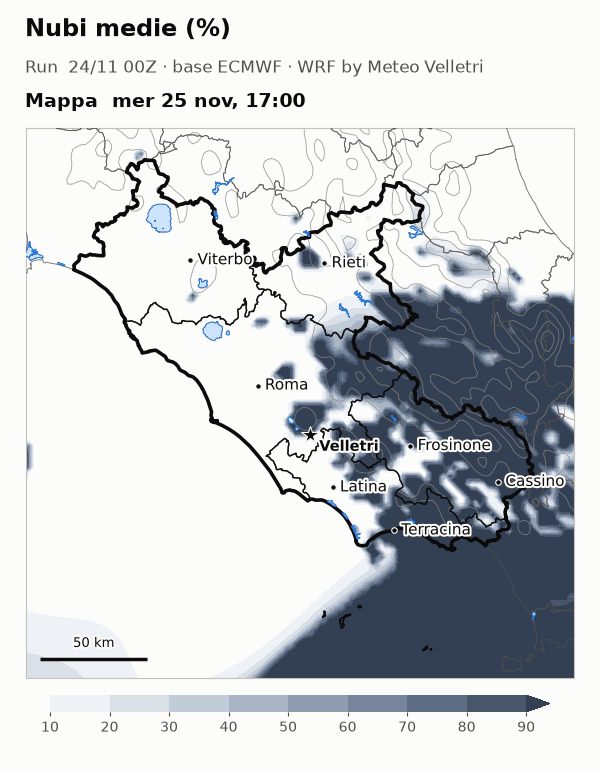 Nubi medie (%)
Run  24/11 00Z · base ECMWF · WRF by Meteo Velletri
Mappa  mer 25 nov, 17:00
Viterbo
Rieti
Roma
Velletri
Frosinone
Cassino
Latina
Terracina
50 km
10 20 30 40 50 60 70 80 90